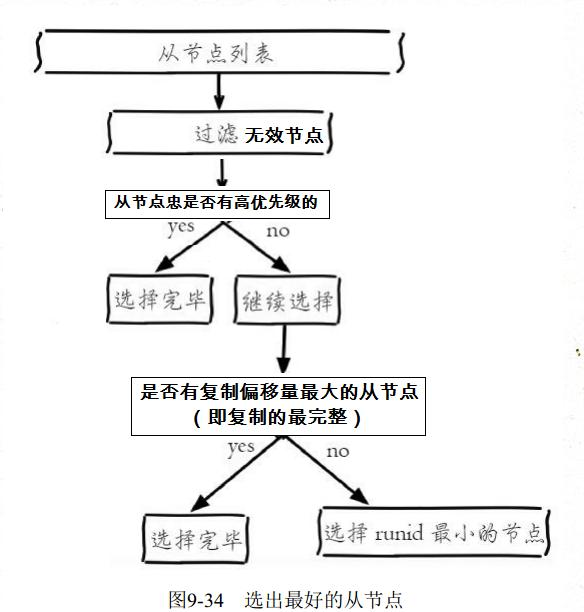 从节点列表
过滤 无效节点
从节点忠是否有高优先级的
yes
no
选择完毕
继续选择
是否有复制偏移量最大的从节点
（即复制的最完整）
yes
no
选择完毕
选择 runid 最小的节点
图9-34 选出最好的从节点